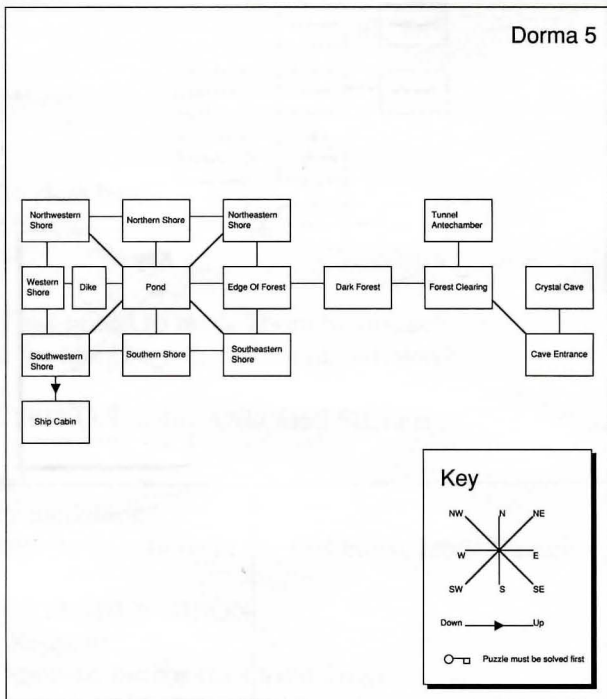 Dorma 5
Northwestern
Shore
Northern Shore
Northeastern
Shore
Tunnel
Antechamber
Western
Shore
Dike
Pond
Edge Of Forest
Dark Forest
Forest Clearing
Crystal Cave
Southwestern
Shore
Southern Shore
Southeastern
Shore
Cave Entrance
Ship Cabin
Key
NW N NE
W E
SW S SE
Down Up
Puzzle must be solved first